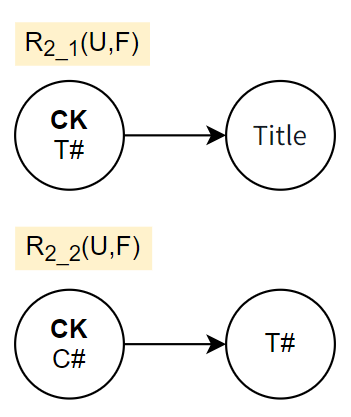 R2_1(U,F)
CK
T#
Title
R2_2(U,F)
CK
C#
T#